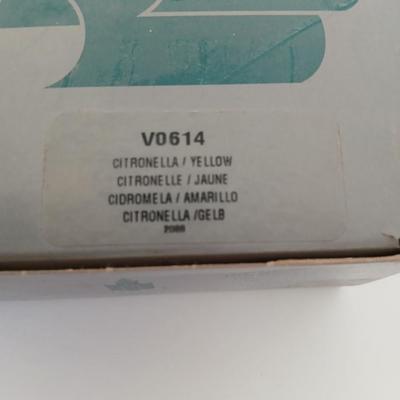 V0614
CITRONELLA / YELLOW
CITRONELLE / JAUNE
CIDROMELA / AMARILLO
CITRONELLA /GELB